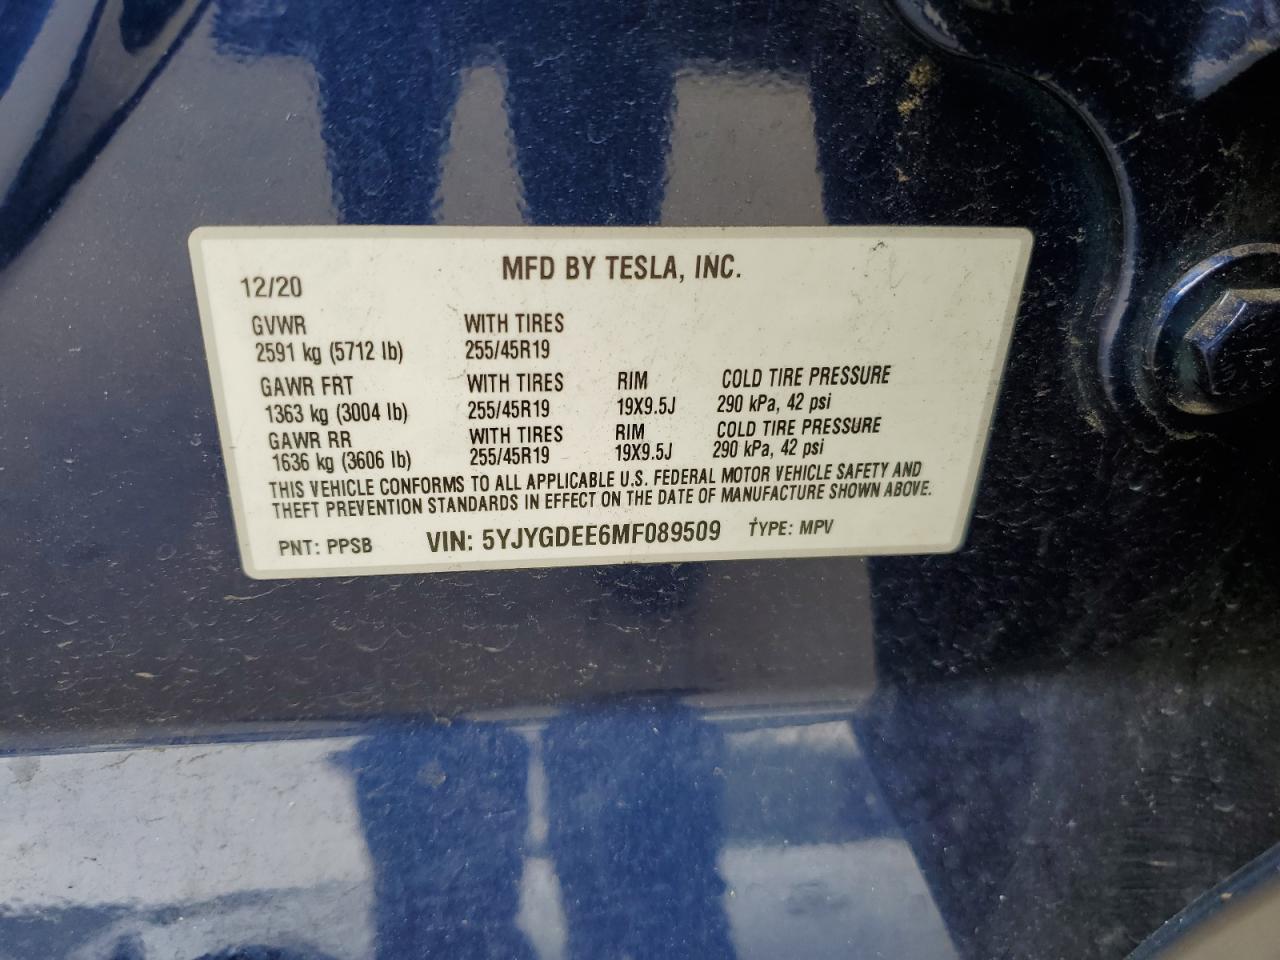 MFD BY TESLA, INC.
12/20
GVWR WITH TIRES
2591 kg (5712 lb) 255/45R19
GAWR FRT WITH TIRES RIM COLD TIRE PRESSURE
1363 kg (3004 lb) 255/45R19 19X9.5J 290 kPa, 42 psi
GAWR RR WITH TIRES RIM COLD TIRE PRESSURE
1636 kg (3606 lb) 255/45R19 19X9.5J 290 kPa, 42 psi
THIS VEHICLE CONFORMS TO ALL APPLICABLE U.S. FEDERAL MOTOR VEHICLE SAFETY AND
THEFT PREVENTION STANDARDS IN EFFECT ON THE DATE OF MANUFACTURE SHOWN ABOVE.
PNT: PPSB VIN: 5YJYGDEE6MF089509 TYPE: MPV